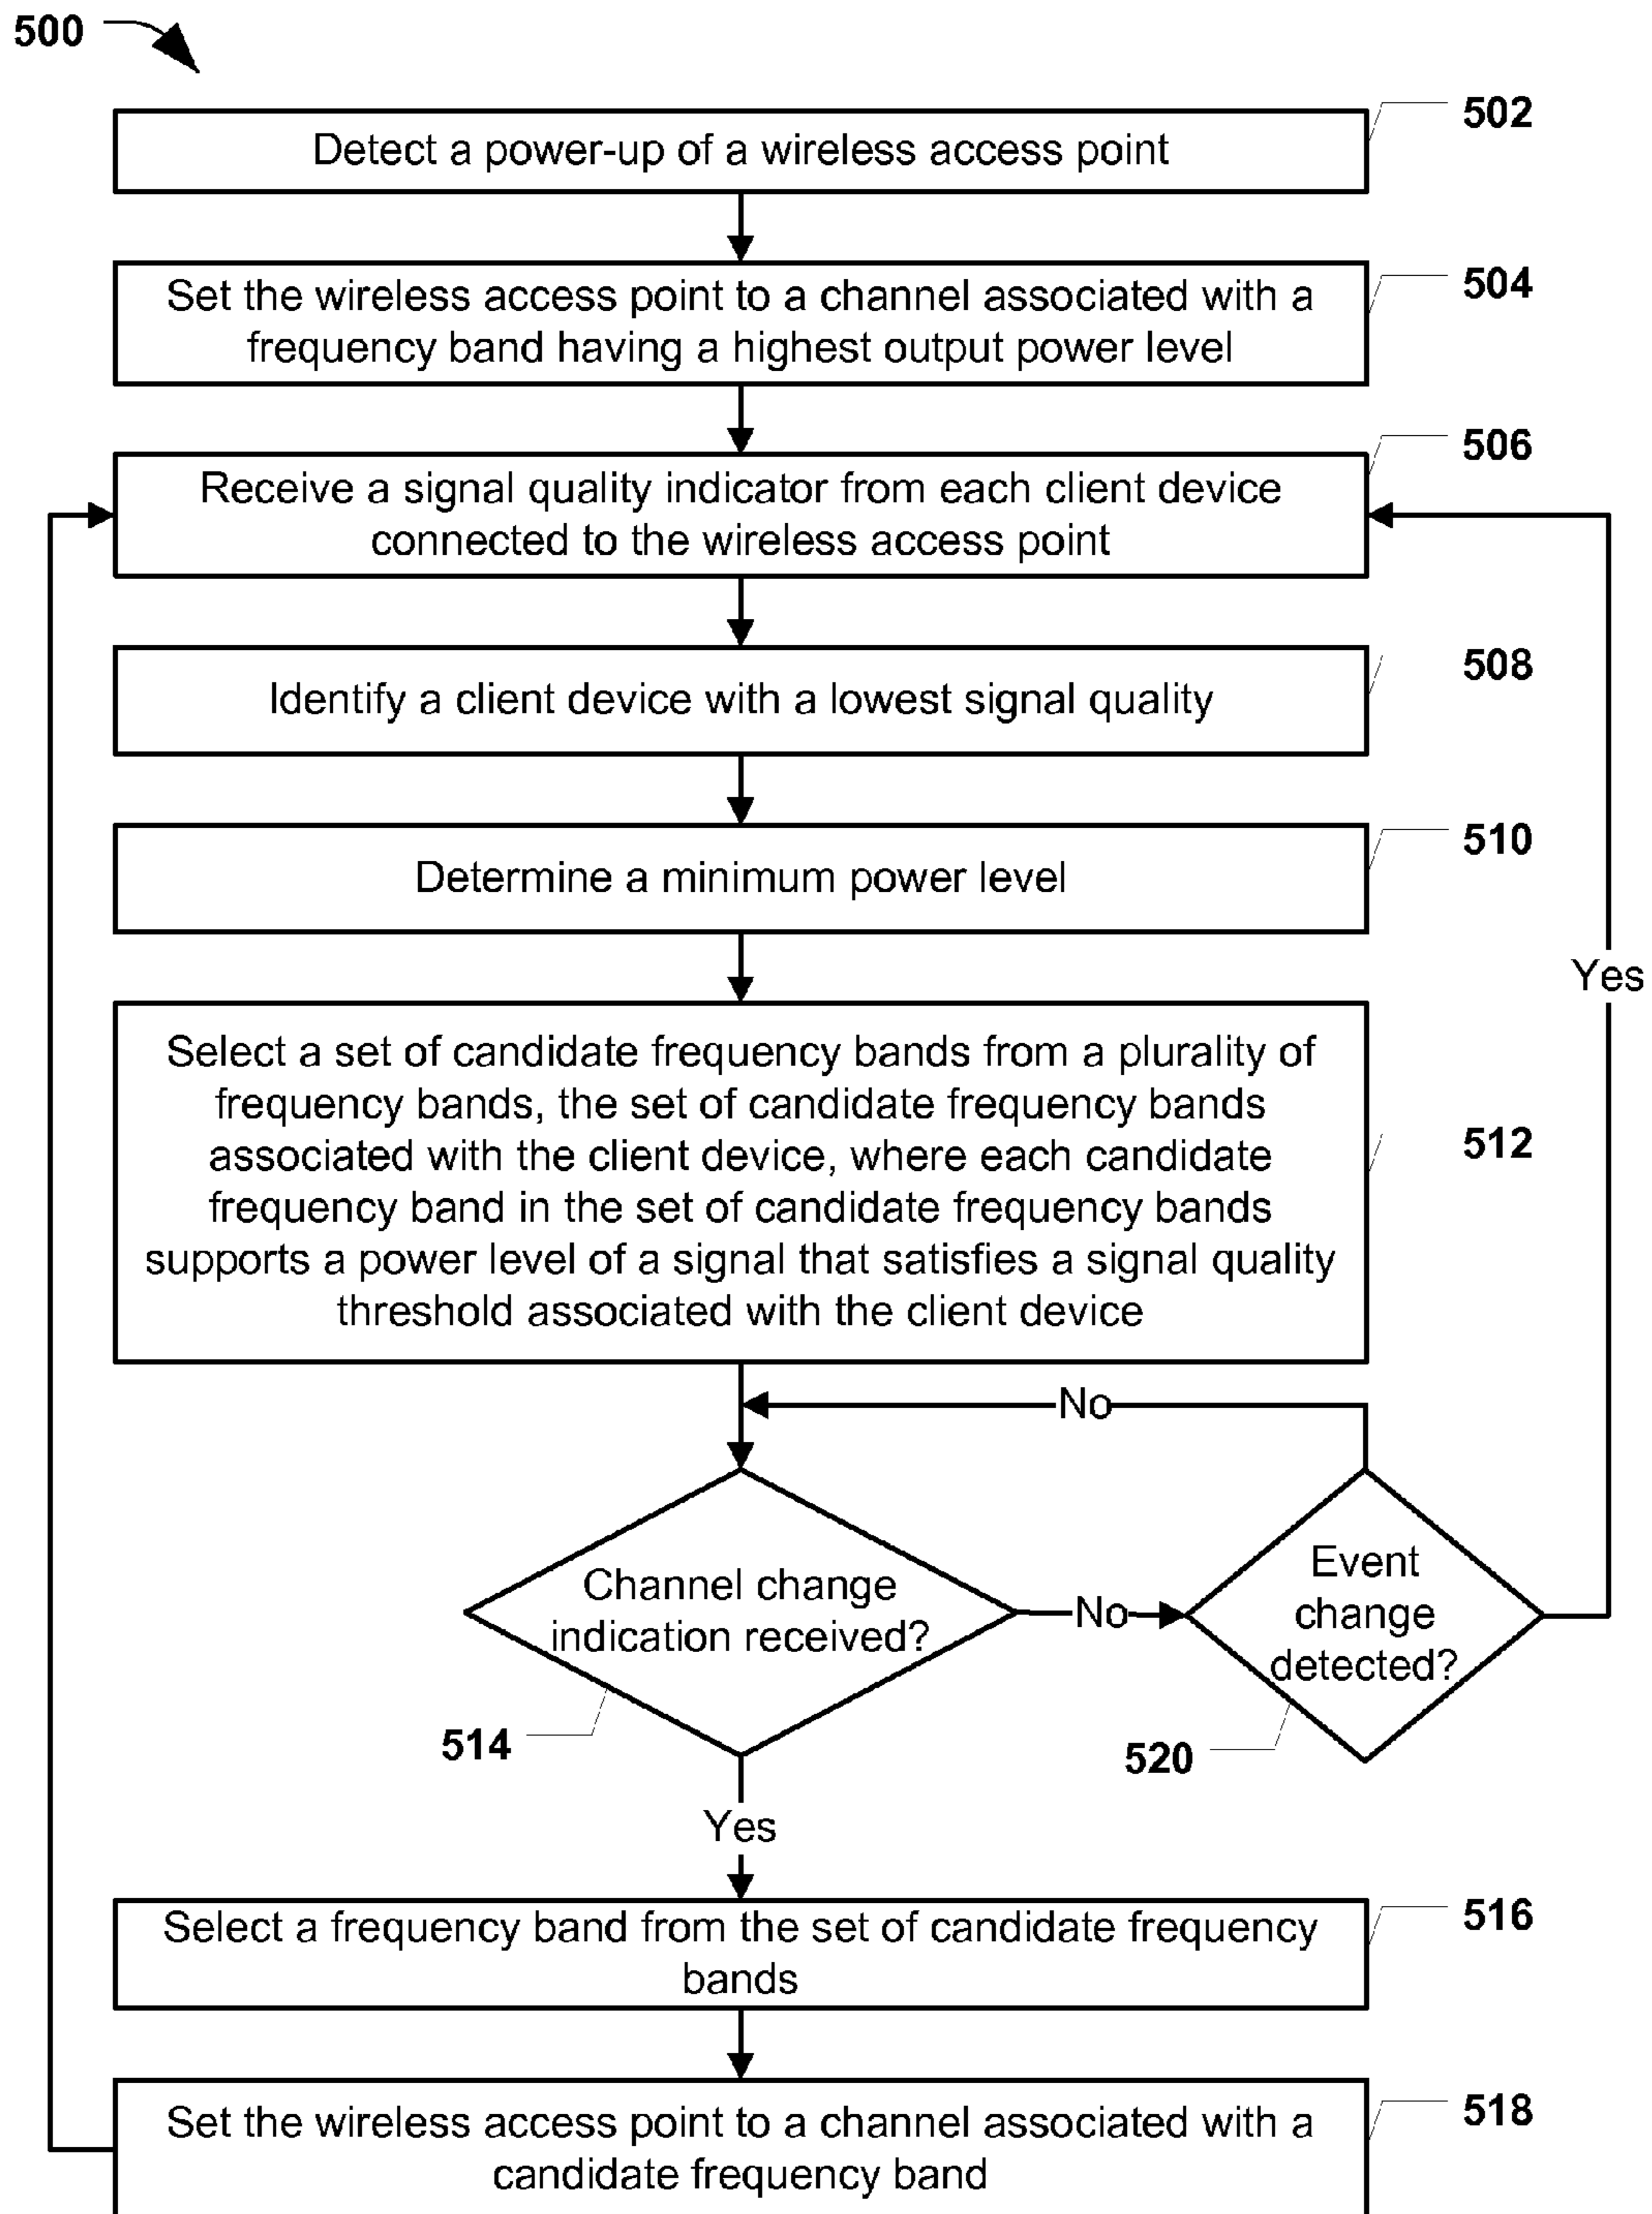 500
502
Detect a power-up of a wireless access point
504
Set the wireless access point to a channel associated with a
frequency band having a highest output power level
506
Receive a signal quality indicator from each client device
connected to the wireless access point
508
Identify a client device with a lowest signal quality
510
Determine a minimum power level
Yes
512
Select a set of candidate frequency bands from a plurality of
frequency bands, the set of candidate frequency bands
associated with the client device, where each candidate
frequency band in the set of candidate frequency bands
supports a power level of a signal that satisfies a signal quality
threshold associated with the client device
No
Channel change
indication received?
No
Event
change
detected?
514
520
Yes
516
Select a frequency band from the set of candidate frequency
bands
518
Set the wireless access point to a channel associated with a
candidate frequency band